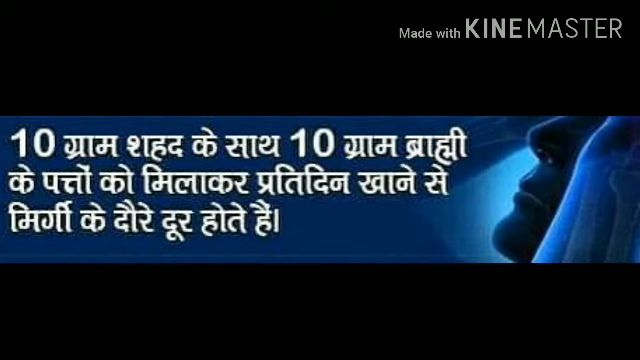 Made with KINEMASTER
10 ग्राम शहद के साथ 10 ग्राम ब्राह्मी
के पत्तों को मिलाकर प्रतिदिन खाने से
मिर्गी के दौरे दूर होते हैं।